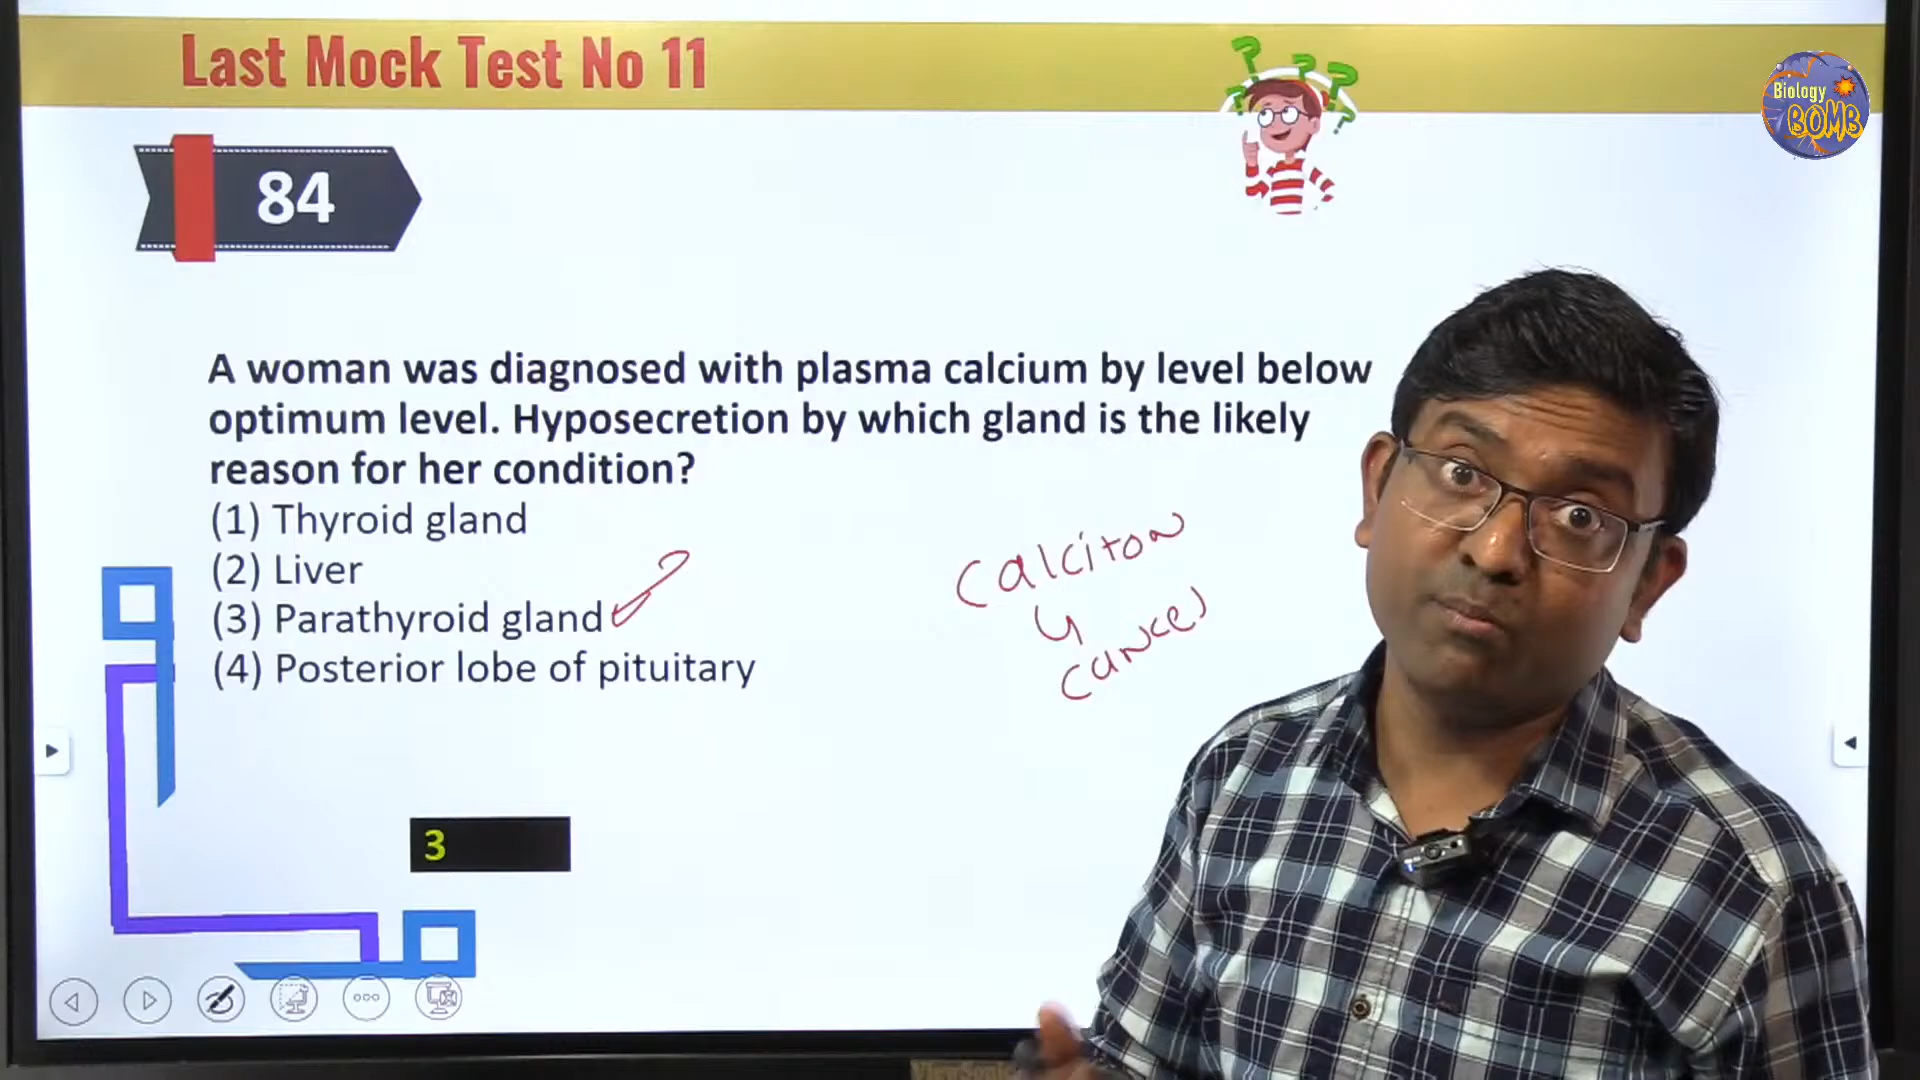 Last Mock Test No 11
Biology
BOMB
84
A woman was diagnosed with plasma calcium by level below
optimum level. Hyposecretion by which gland is the likely
reason for her condition?
(1) Thyroid gland
(2) Liver
(3) Parathyroid gland
(4) Posterior lobe of pituitary
calciton
cancer
3
ViewSonic